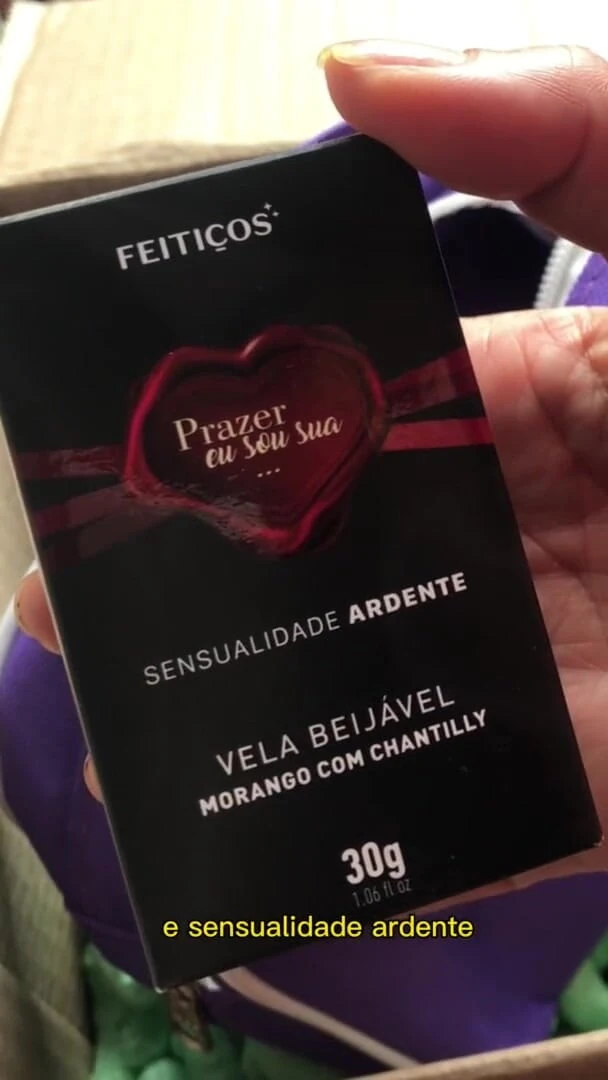 FEITIÇOS
Prazer
eu sou sua
...
SENSUALIDADE ARDENTE
VELA BEIJÁVEL
MORANGO COM CHANTILLY
30g
1.06 fl oz
e sensualidade ardente